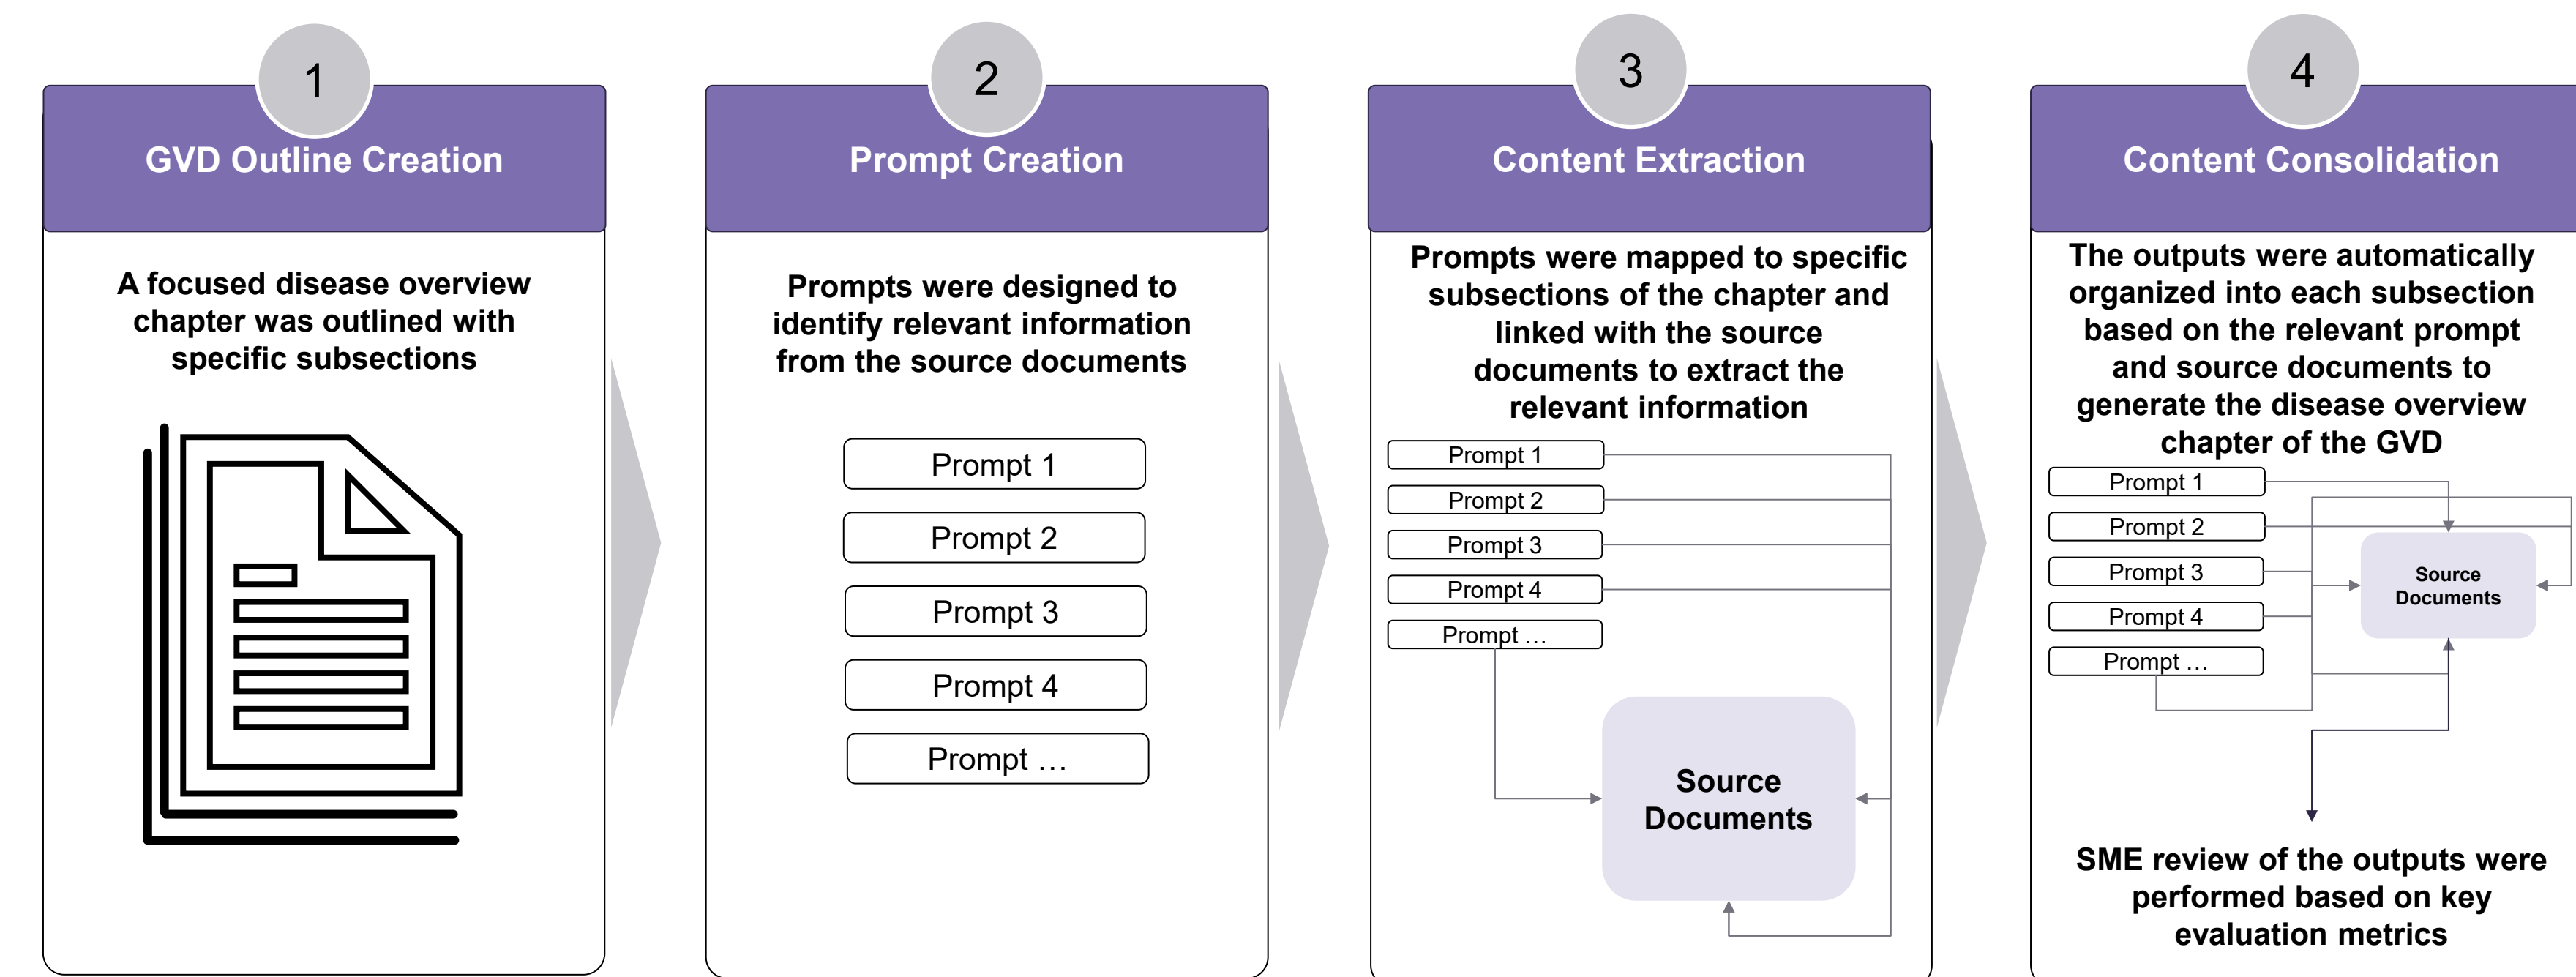 1
GVD Outline Creation
A focused disease overview
chapter was outlined with
specific subsections
2
Prompt Creation
Prompts were designed to
identify relevant information
from the source documents
Prompt 1
Prompt 2
Prompt 3
Prompt 4
Prompt …
3
Content Extraction
Prompts were mapped to specific
subsections of the chapter and
linked with the source
documents to extract the
relevant information
Prompt 1
Prompt 2
Prompt 3
Prompt 4
Prompt …
Source
Documents
4
Content Consolidation
The outputs were automatically
organized into each subsection
based on the relevant prompt
and source documents to
generate the disease overview
chapter of the GVD
Prompt 1
Prompt 2
Prompt 3
Prompt 4
Prompt …
Source
Documents
SME review of the outputs were
performed based on key
evaluation metrics